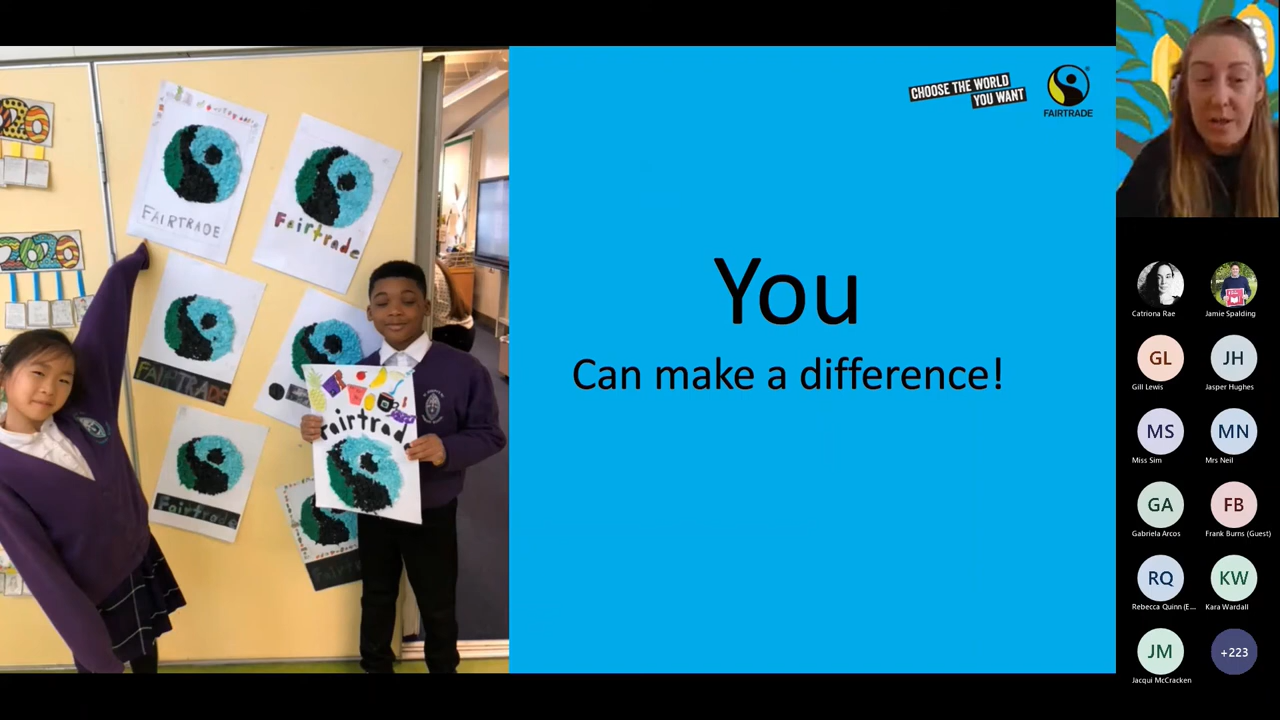 2020
2020
FAIRTRADE
Fairtrade
FAIRTRADE
Fairtrade
Fairtrade
CHOOSE THE WORLD
YOU WANT
FAIRTRADE
You
Can make a difference!
Catriona Rae
Jamie Spalding
GL
JH
Gill Lewis
Jasper Hughes
MS
MN
Miss Sim
Mrs Neil
GA
FB
Gabriela Arcos
Frank Burns (Guest)
RQ
KW
Rebecca Quinn (E...
Kara Wardall
JM
+223
Jacqui McCracken